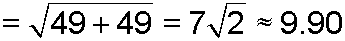 = √49 + 49 = 7√2 ≈ 9.90